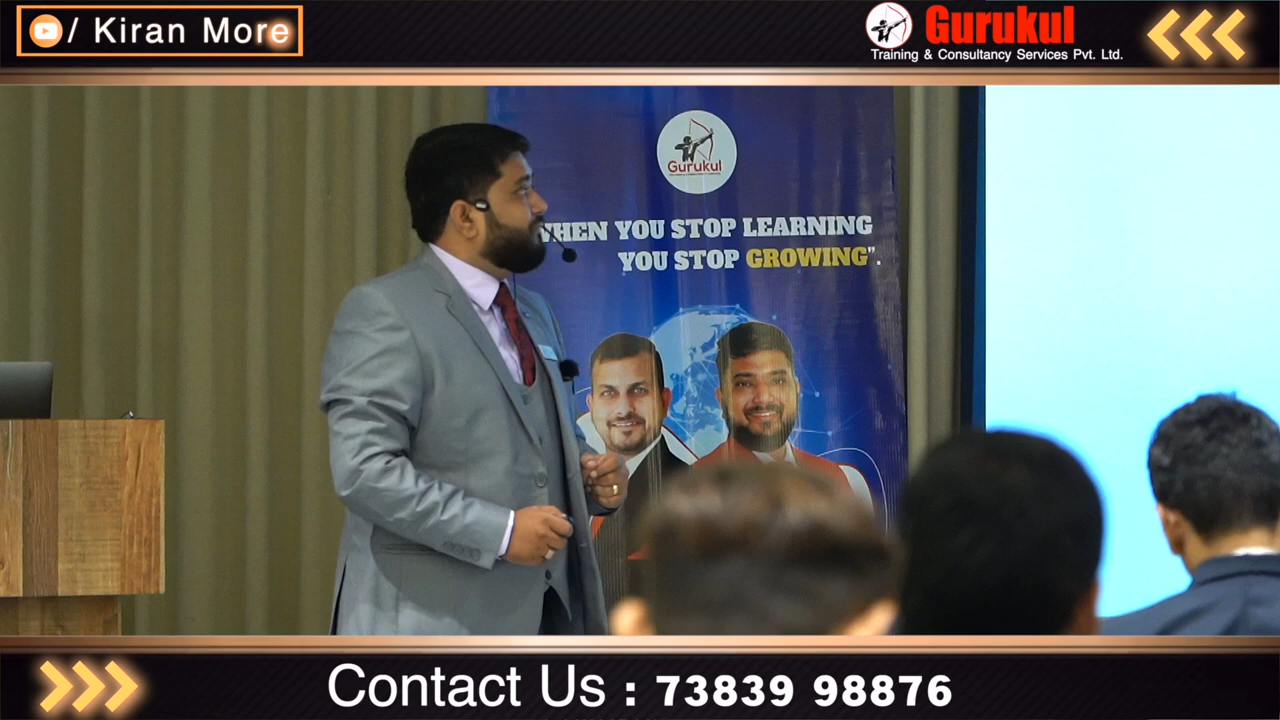 / Kiran More
Gurukul
Training & Consultancy Services Pvt. Ltd.
Gurukul
WHEN YOU STOP LEARNING
YOU STOP GROWING".
Contact Us : 73839 98876